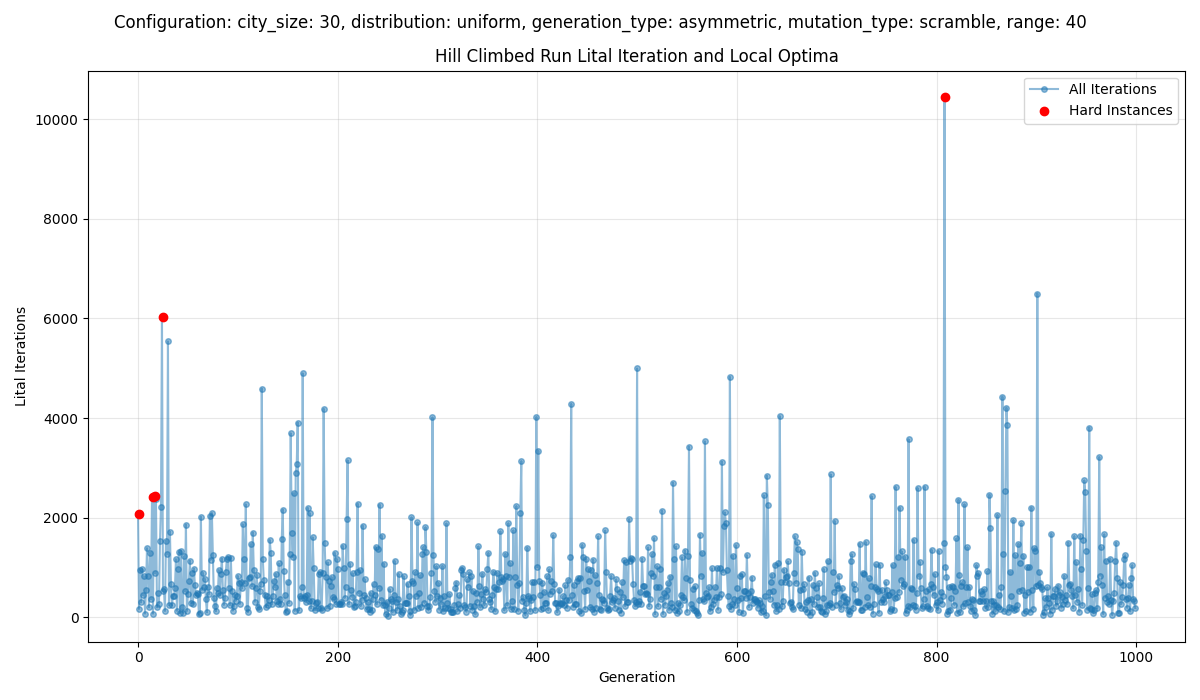 Configuration: city_size: 30, distribution: uniform, generation_type: asymmetric, mutation_type: scramble, range: 40
Hill Climbed Run Lital Iteration and Local Optima
All Iterations
Hard Instances
10000
8000
6000
4000
2000
0
Lital Iterations
0 200 400 600 800 1000
Generation